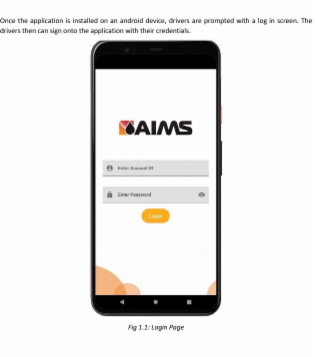 Once the application is installed on an android device, drivers are prompted with a log in screen. The
drivers then can sign onto the application with their credentials.
AIMS
Enter Account ID
Enter Password
Login
Fig 1.1: Login Page